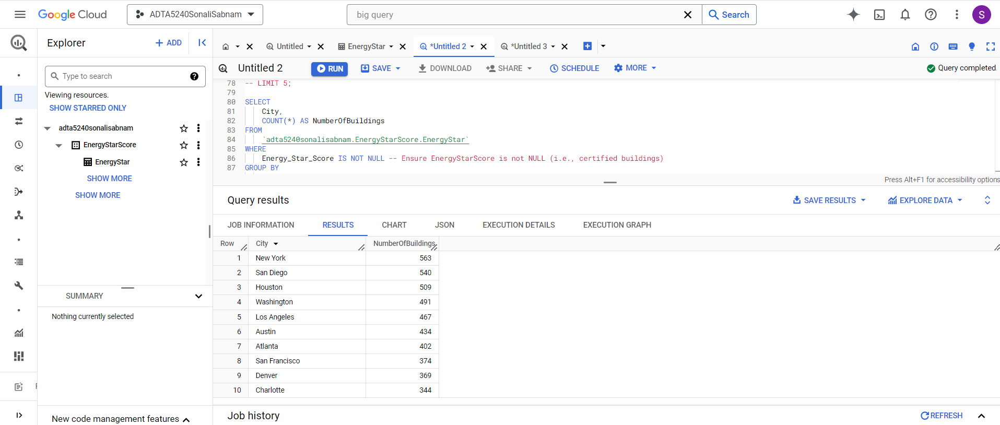 Google Cloud
ADTA5240SonaliSabnam
big query
Search
S
Explorer
+ ADD
Untitled
EnergyStar
*Untitled 2
*Untitled 3
Untitled 2
RUN
SAVE
DOWNLOAD
SHARE
SCHEDULE
MORE
Query completed.
Type to search
Viewing resources.
SHOW STARRED ONLY
adta5240sonalisabnam
EnergyStarScore
EnergyStar
SHOW MORE
SHOW MORE
SUMMARY
Nothing currently selected
New code management features
78 -- LIMIT 5;
79
80 SELECT
81 City,
82 COUNT(*) AS NumberOfBuildings
83 FROM
84 `adta5240sonalisabnam.EnergyStarScore.EnergyStar`
85 WHERE
86 Energy_Star_Score IS NOT NULL -- Ensure EnergyStarScore is not NULL (i.e., certified buildings)
87 GROUP BY
Press Alt+F1 for accessibility options
Query results
SAVE RESULTS
EXPLORE DATA
JOB INFORMATION
RESULTS
CHART
JSON
EXECUTION DETAILS
EXECUTION GRAPH
Row City NumberOfBuildings
1 New York 563
2 San Diego 540
3 Houston 509
4 Washington 491
5 Los Angeles 467
6 Austin 434
7 Atlanta 402
8 San Francisco 374
9 Denver 369
10 Charlotte 344
Job history
REFRESH